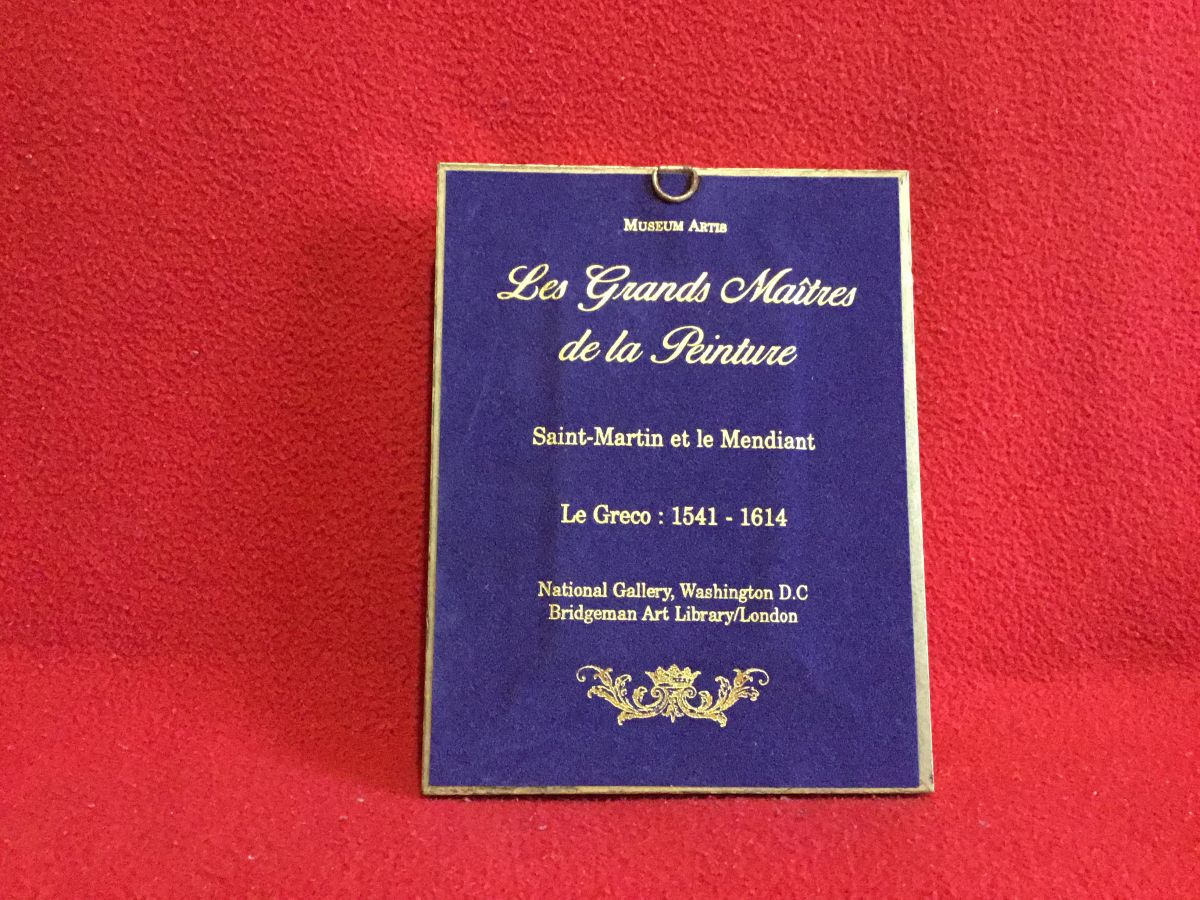 MUSEUM ARTIS
Les Grands Maîtres
de la Peinture
Saint-Martin et le Mendiant
Le Greco : 1541 - 1614
National Gallery, Washington D.C
Bridgeman Art Library/London